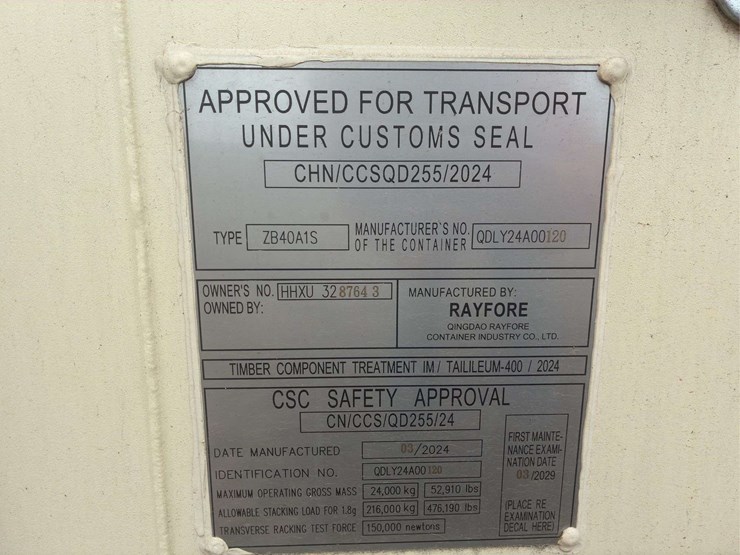 APPROVED FOR TRANSPORT
UNDER CUSTOMS SEAL
CHN/CCSQD255/2024
TYPE ZB40A1S MANUFACTURER'S NO. OF THE CONTAINER QDLY24A00120
OWNER'S NO. HHXU 328764 3
OWNED BY:
MANUFACTURED BY:
RAYFORE
QINGDAO RAYFORE
CONTAINER INDUSTRY CO., LTD.
TIMBER COMPONENT TREATMENT IM / TAILILEUM-400 / 2024
CSC SAFETY APPROVAL
CN/CCS/QD255/24
DATE MANUFACTURED 03/2024
IDENTIFICATION NO. QDLY24A00120
MAXIMUM OPERATING GROSS MASS 24,000 kg 52,910 lbs
ALLOWABLE STACKING LOAD FOR 1.8g 216,000 kg 476,190 lbs
TRANSVERSE RACKING TEST FORCE 150,000 newtons
FIRST MAINTE-
NANCE EXAMI-
NATION DATE
03 /2029
(PLACE RE
EXAMINATION
DECAL HERE)